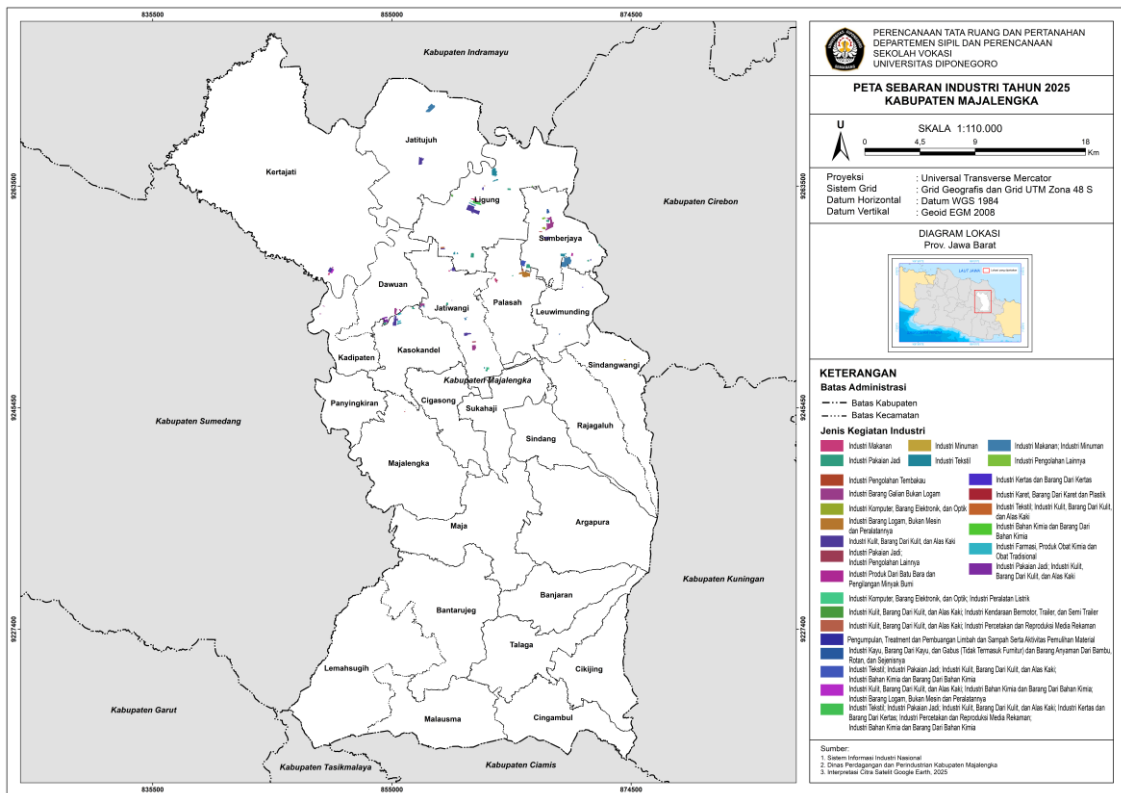 835500
855000
874500
9263500
9245450
9227400
Kabupaten Indramayu
Kabupaten Cirebon
Kabupaten Sumedang
Kabupaten Majalengka
Kabupaten Kuningan
Kabupaten Garut
Kabupaten Tasikmalaya
Kabupaten Ciamis
Kertajati
Jatitujuh
Ligung
Sumberjaya
Dawuan
Jatiwangi
Palasah
Leuwimunding
Kadipaten
Kasokandel
Sindangwangi
Panyingkiran
Cigasong
Sukahaji
Rajagaluh
Sindang
Majalengka
Maja
Argapura
Banjaran
Bantarujeg
Talaga
Lemahsugih
Cikijing
Malausma
Cingambul
9263500
9245450
9227400
835500
855000
874500
PERENCANAAN TATA RUANG DAN PERTANAHAN
DEPARTEMEN SIPIL DAN PERENCANAAN
SEKOLAH VOKASI
UNIVERSITAS DIPONEGORO
PETA SEBARAN INDUSTRI TAHUN 2025
KABUPATEN MAJALENGKA
U
SKALA 1:110.000
0 4,5 9 18
Km
Proyeksi : Universal Transverse Mercator
Sistem Grid : Grid Geografis dan Grid UTM Zona 48 S
Datum Horizontal : Datum WGS 1984
Datum Vertikal : Geoid EGM 2008
DIAGRAM LOKASI
Prov. Jawa Barat
LAUT JAWA
KETERANGAN
Batas Administrasi
Batas Kabupaten
Batas Kecamatan
Jenis Kegiatan Industri
Industri Makanan
Industri Minuman
Industri Makanan; Industri Minuman
Industri Pakaian Jadi
Industri Tekstil
Industri Pengolahan Lainnya
Industri Pengolahan Tembakau
Industri Barang Galian Bukan Logam
Industri Komputer, Barang Elektronik, dan Optik
Industri Barang Logam, Bukan Mesin
dan Peralatannya
Industri Kulit, Barang Dari Kulit, dan Alas Kaki
Industri Pakaian Jadi;
Industri Pengolahan Lainnya
Industri Produk Dari Batu Bara dan
Pengilangan Minyak Bumi
Industri Kertas dan Barang Dari Kertas
Industri Karet, Barang Dari Karet dan Plastik
Industri Tekstil; Industri Kulit, Barang Dari Kulit,
dan Alas Kaki
Industri Bahan Kimia dan Barang Dari
Bahan Kimia
Industri Farmasi, Produk Obat Kimia dan
Obat Tradisional
Industri Pakaian Jadi; Industri Kulit,
Barang Dari Kulit, dan Alas Kaki
Industri Komputer, Barang Elektronik, dan Optik; Industri Peralatan Listrik
Industri Kulit, Barang Dari Kulit, dan Alas Kaki; Industri Kendaraan Bermotor, Trailer, dan Semi Trailer
Industri Kulit, Barang Dari Kulit, dan Alas Kaki; Industri Percetakan dan Reproduksi Media Rekaman
Pengumpulan, Treatment dan Pembuangan Limbah dan Sampah Serta Aktivitas Pemulihan Material
Industri Kayu, Barang Dari Kayu, dan Gabus (Tidak Termasuk Furnitur) dan Barang Anyaman Dari Bambu,
Rotan, dan Sejenisnya
Industri Tekstil; Industri Pakaian Jadi; Industri Kulit, Barang Dari Kulit, dan Alas Kaki;
Industri Bahan Kimia dan Barang Dari Bahan Kimia
Industri Kulit, Barang Dari Kulit, dan Alas Kaki; Industri Bahan Kimia dan Barang Dari Bahan Kimia;
Industri Barang Logam, Bukan Mesin dan Peralatannya
Industri Tekstil; Industri Pakaian Jadi; Industri Kulit, Barang Dari Kulit, dan Alas Kaki; Industri Kertas dan
Barang Dari Kertas; Industri Percetakan dan Reproduksi Media Rekaman;
Industri Bahan Kimia dan Barang Dari Bahan Kimia
Sumber:
1. Sistem Informasi Industri Nasional
2. Dinas Perdagangan dan Perindustrian Kabupaten Majalengka
3. Interpretasi Citra Satelit Google Earth, 2025